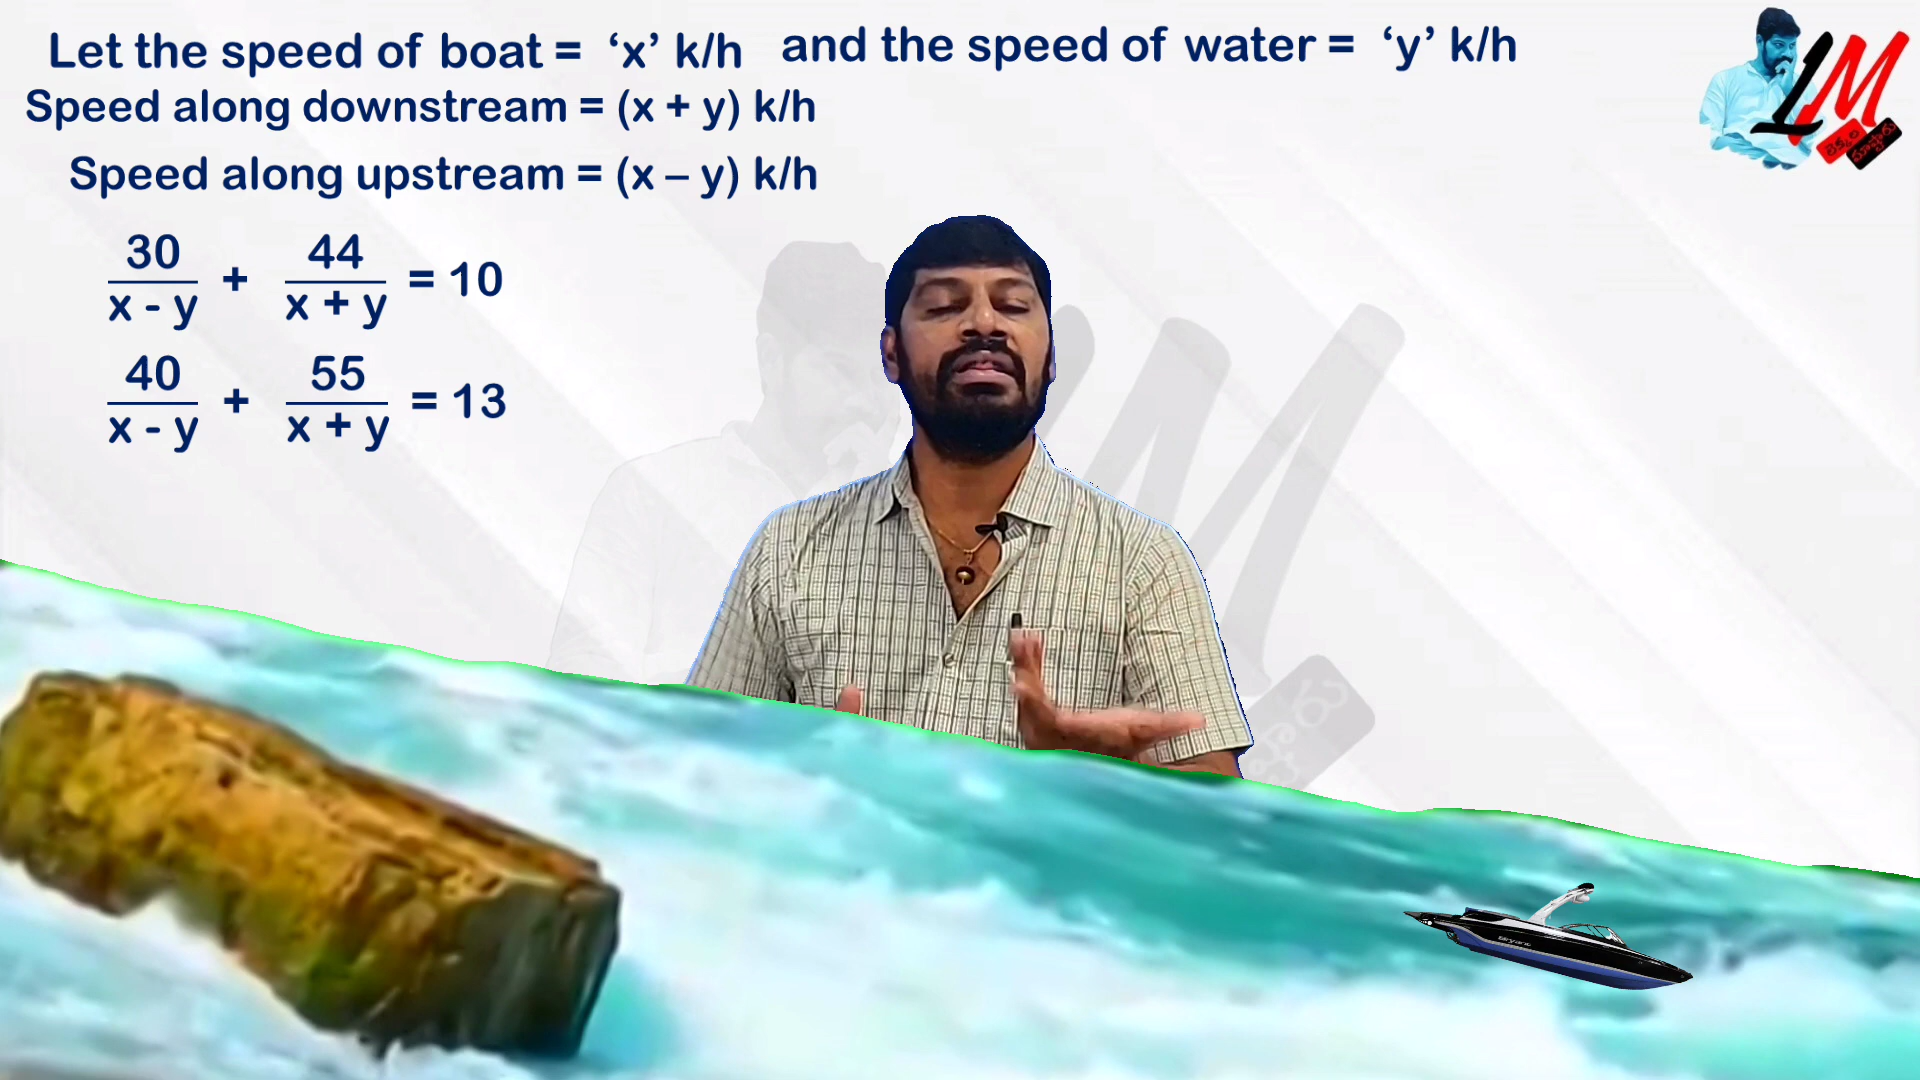 Let the speed of boat = ‘x’ k/h and the speed of water = ‘y’ k/h
Speed along downstream = (x + y) k/h
Speed along upstream = (x – y) k/h
30/(x - y) + 44/(x + y) = 10
40/(x - y) + 55/(x + y) = 13
LM